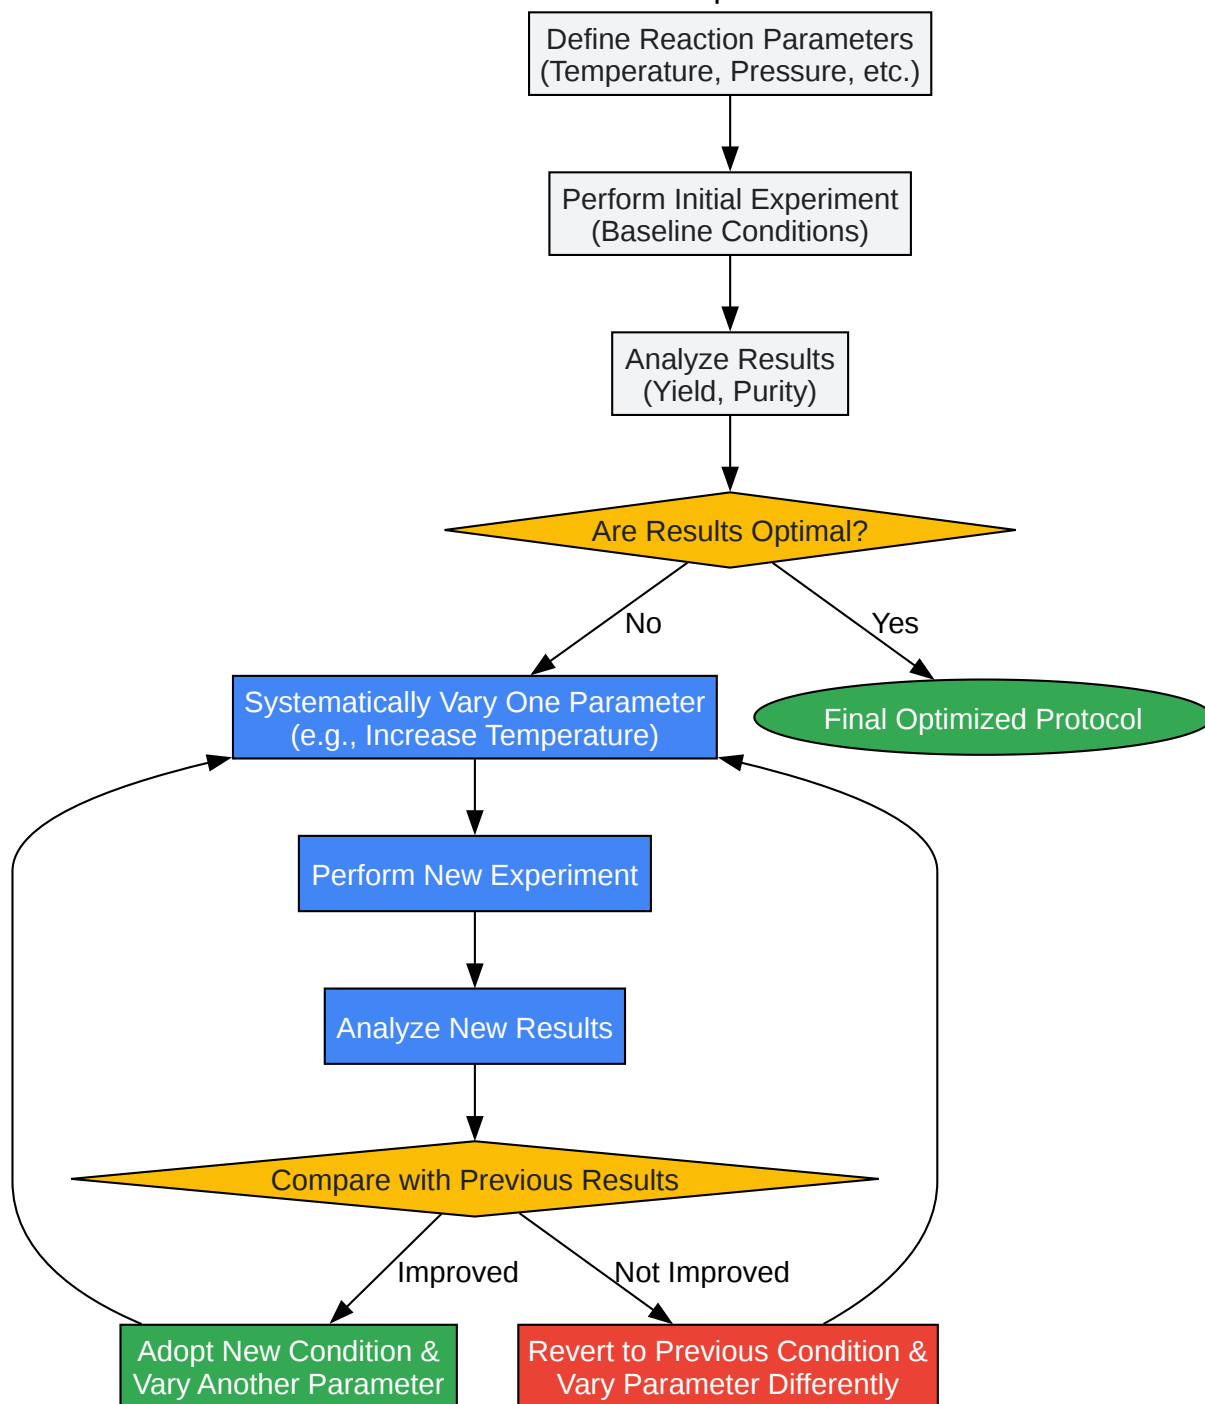 Define Reaction Parameters
(Temperature, Pressure, etc.)
Perform Initial Experiment
(Baseline Conditions)
Analyze Results
(Yield, Purity)
Are Results Optimal?
No
Yes
Systematically Vary One Parameter
(e.g., Increase Temperature)
Final Optimized Protocol
Perform New Experiment
Analyze New Results
Compare with Previous Results
Improved
Not Improved
Adopt New Condition &
Vary Another Parameter
Revert to Previous Condition &
Vary Parameter Differently